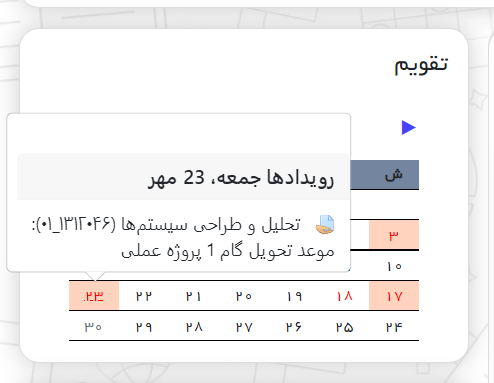 تقویم
ش
رویدادها جمعه، 23 مهر
تحلیل و طراحی سیستم‌ها (۱۳۱۲۰۴۶_۰۱):
موعد تحویل گام 1 پروژه عملی
۳
۱۰
۱۷ ۱۸ ۱۹ ۲۰ ۲۱ ۲۲ ۲۳
۲۴ ۲۵ ۲۶ ۲۷ ۲۸ ۲۹ ۳۰